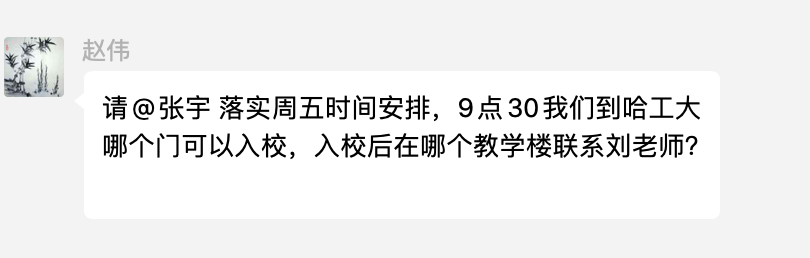 赵伟
请@张宇 落实周五时间安排，9点30我们到哈工大
哪个门可以入校，入校后在哪个教学楼联系刘老师？